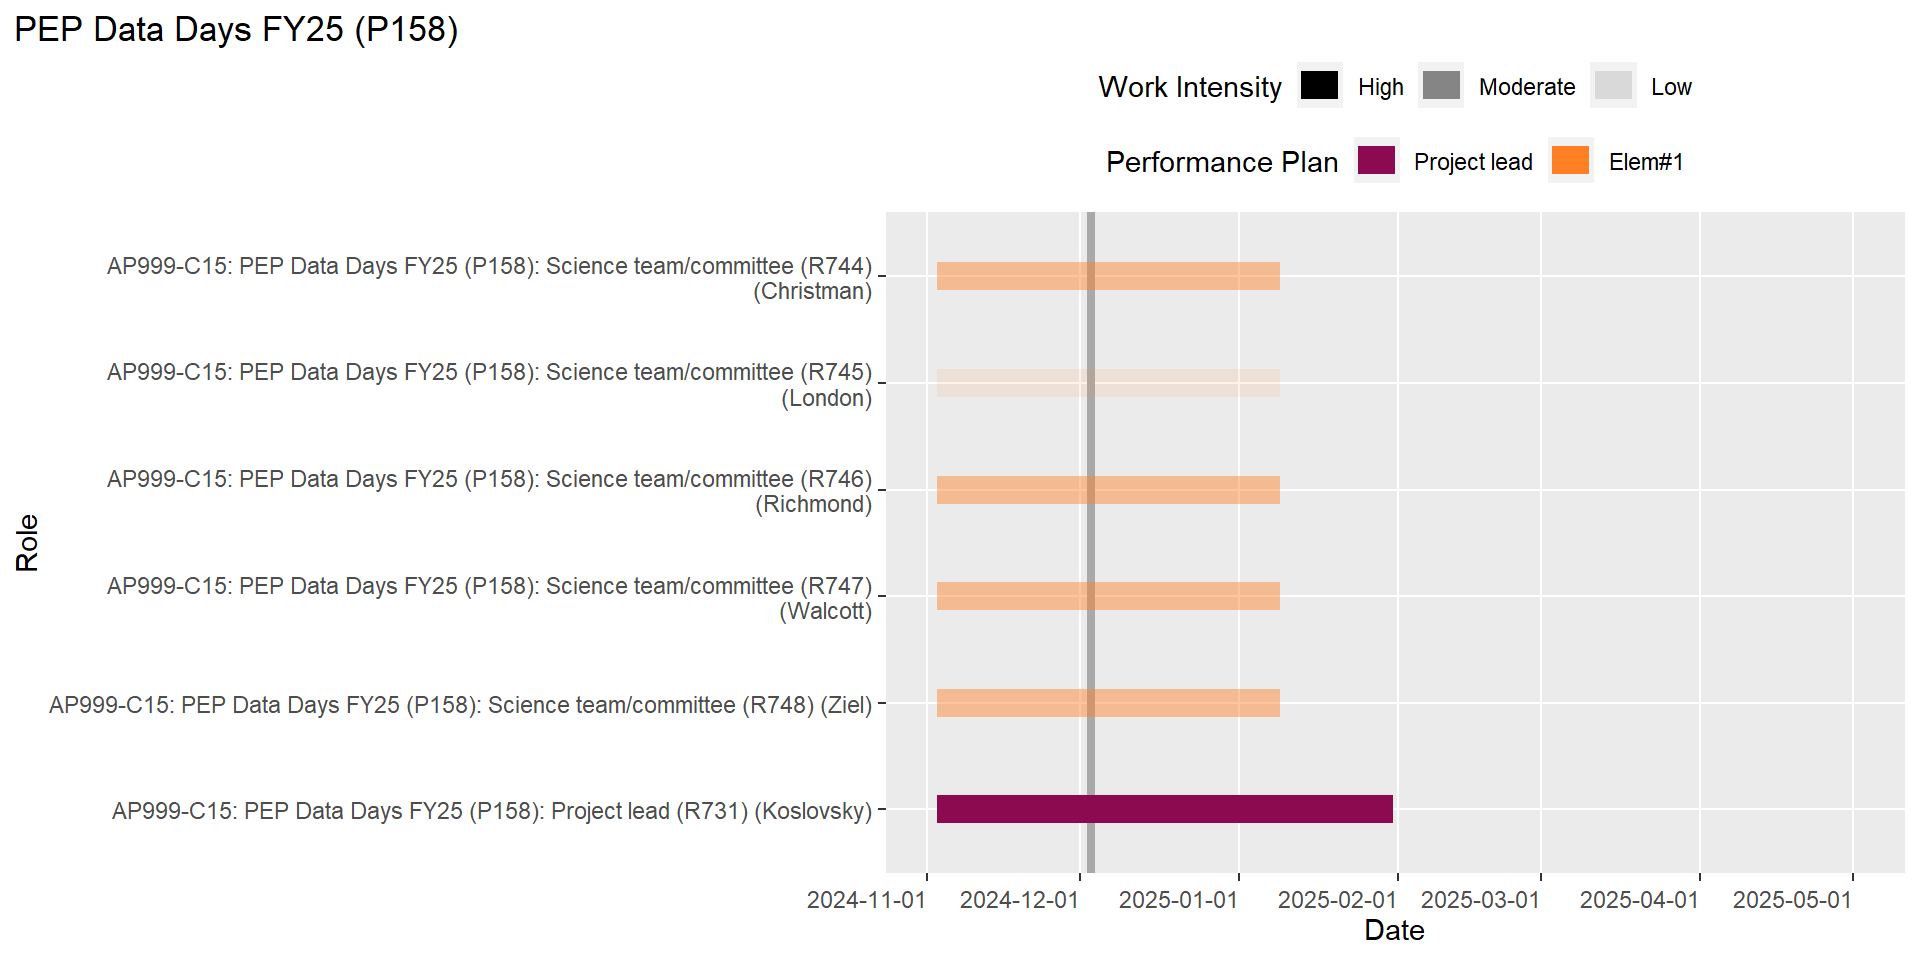 PEP Data Days FY25 (P158)
Work Intensity High Moderate Low
Performance Plan Project lead Elem#1
AP999-C15: PEP Data Days FY25 (P158): Science team/committee (R744)
(Christman)
AP999-C15: PEP Data Days FY25 (P158): Science team/committee (R745)
(London)
AP999-C15: PEP Data Days FY25 (P158): Science team/committee (R746)
(Richmond)
Role
AP999-C15: PEP Data Days FY25 (P158): Science team/committee (R747)
(Walcott)
AP999-C15: PEP Data Days FY25 (P158): Science team/committee (R748) (Ziel)
AP999-C15: PEP Data Days FY25 (P158): Project lead (R731) (Koslovsky)
2024-11-01 2024-12-01 2025-01-01 2025-02-01 2025-03-01 2025-04-01 2025-05-01
Date